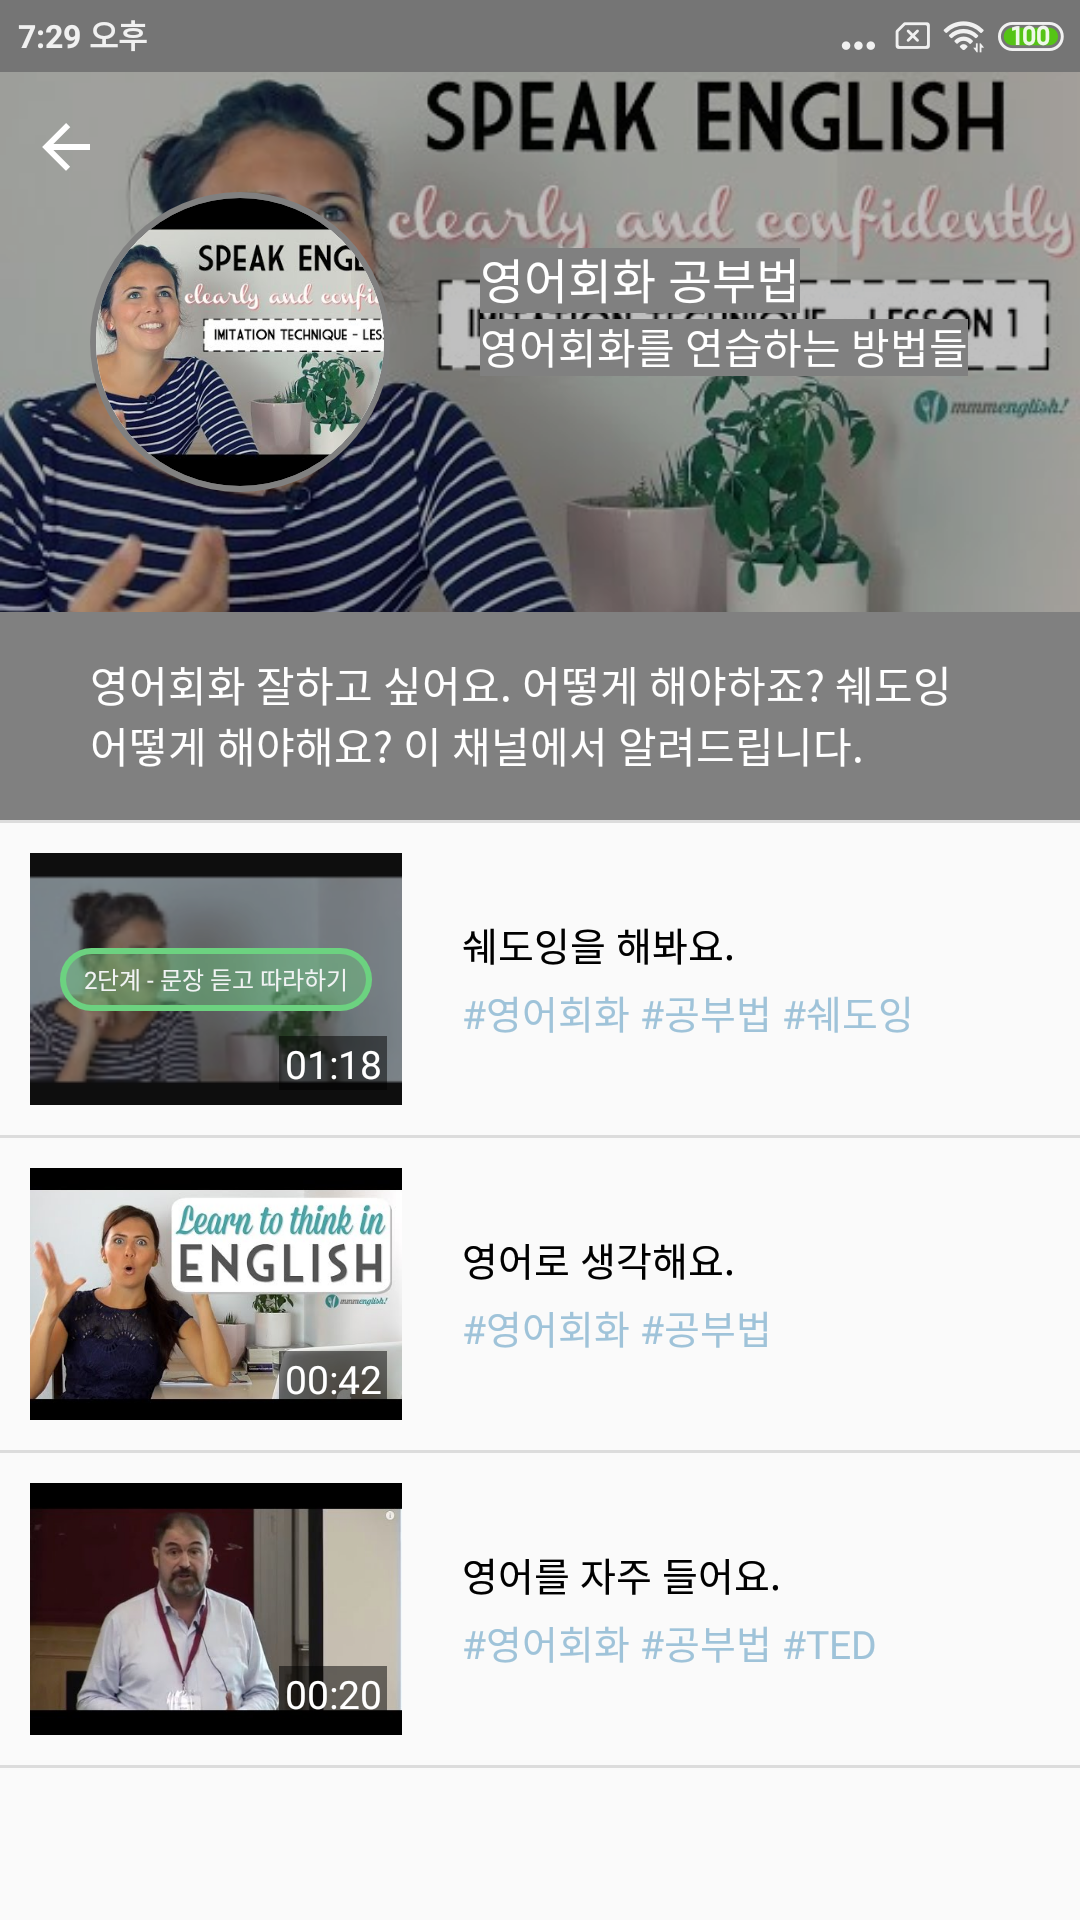 7:29 오후
100
SPEAK ENGLISH
clearly and confidently
영어회화 공부법
LESSON 1
영어회화를 연습하는 방법들
mmmenglish!
SPEAK
clearly and
IMITATION TECHNIQUE -
영어회화 잘하고 싶어요. 어떻게 해야하죠? 쉐도잉
어떻게 해야해요? 이 채널에서 알려드립니다.
2단계 - 문장 듣고 따라하기
01:18
쉐도잉을 해봐요.
#영어회화 #공부법 #쉐도잉
Learn to think in
ENGLISH
mmmenglish!
00:42
영어로 생각해요.
#영어회화 #공부법
00:20
영어를 자주 들어요.
#영어회화 #공부법 #TED